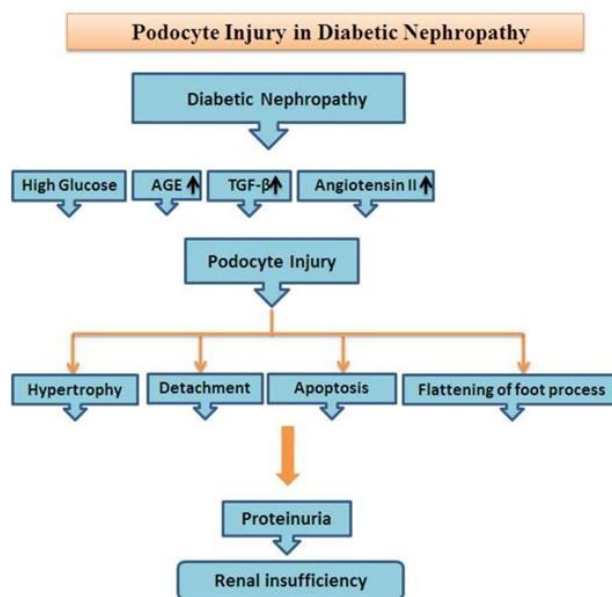 Podocyte Injury in Diabetic Nephropathy
Diabetic Nephropathy
High Glucose
AGE
TGF-β
Angiotensin II
Podocyte Injury
Hypertrophy
Detachment
Apoptosis
Flattening of foot process
Proteinuria
Renal insufficiency